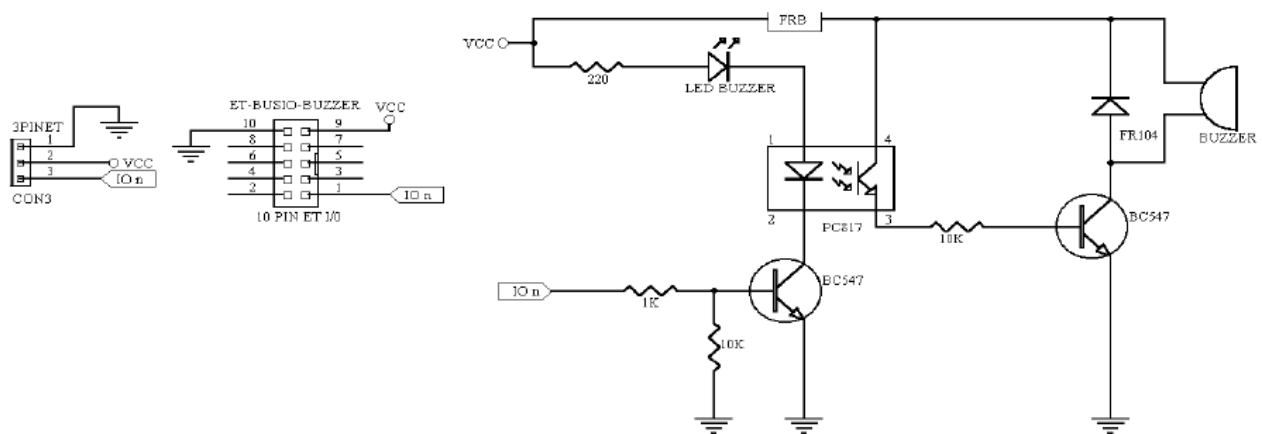 FRB
VCC
220
LED BUZZER
ET-BUSIO-BUZZER
VCC
3PINET
1
2
VCC
3
IO n
CON3
10 9
8 7
6 5
4 3
2 1
IO n
10 PIN ET I/0
1 4
2 3
PC817
FR104
BUZZER
10K
BC547
IO n
1K
BC547
10K